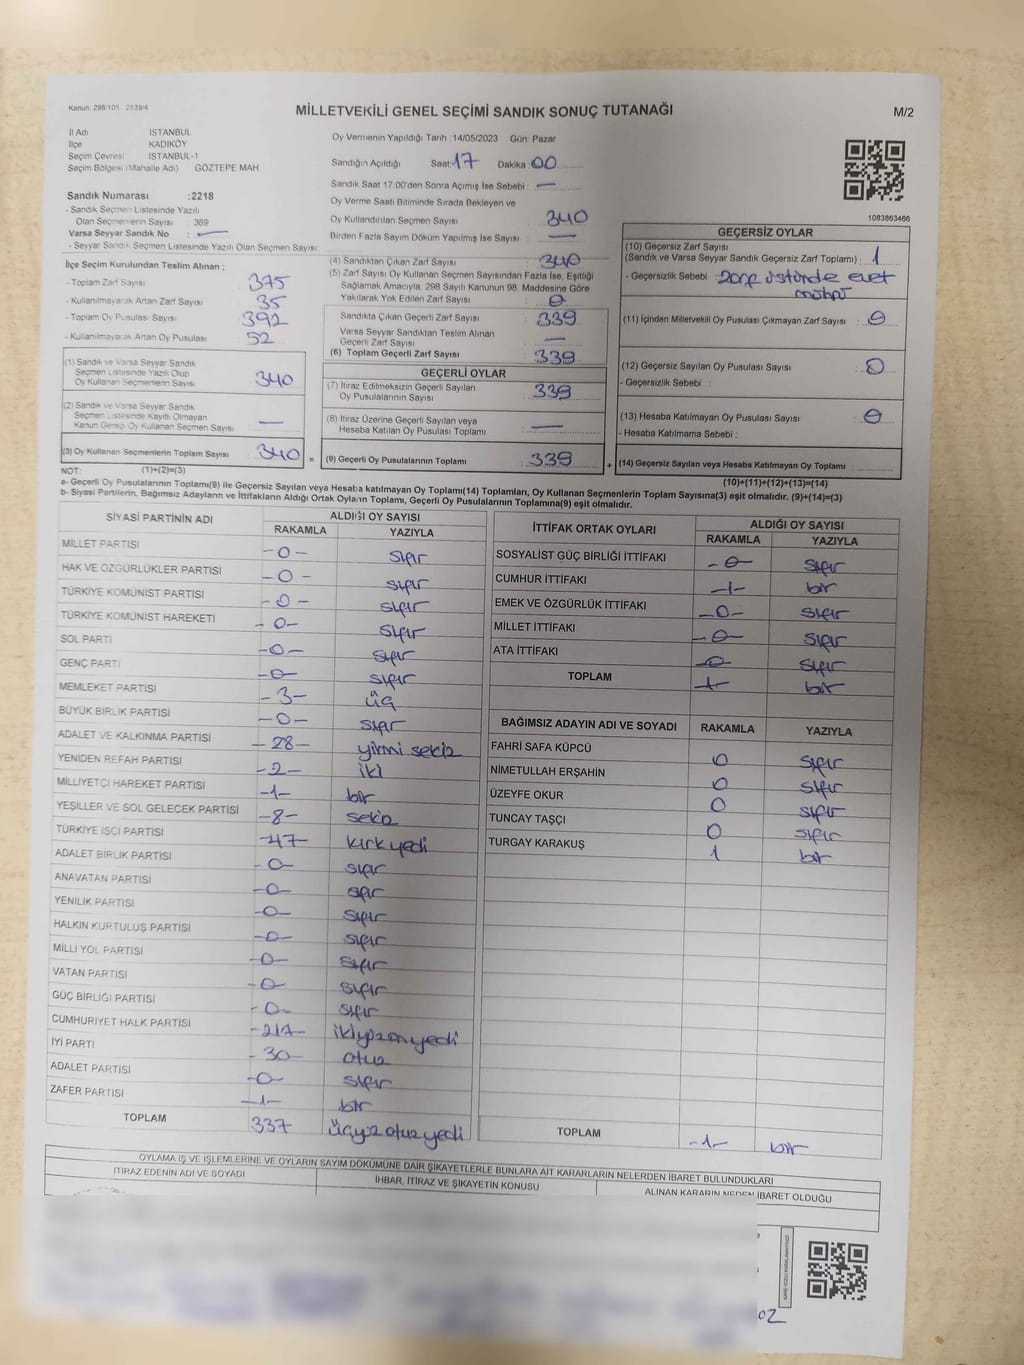 Kanun: 298/105 , 2839/4
MİLLETVEKİLİ GENEL SEÇİMİ SANDIK SONUÇ TUTANAĞI
M/2
İl Adı İSTANBUL
İlçe KADIKÖY
Seçim Çevresi İSTANBUL-1
Seçim Bölgesi (Mahalle Adı) GÖZTEPE MAH
Sandık Numarası :2218
- Sandık Seçmen Listesinde Yazılı
Olan Seçmenlerin Sayısı 369
Varsa Seyyar Sandık No : —
- Seyyar Sandık Seçmen Listesinde Yazılı Olan Seçmen Sayısı:
Oy Vermenin Yapıldığı Tarih : 14/05/2023 Gün: Pazar
Sandığın Açıldığı Saat: 17 Dakika : 00
Sandık Saat 17.00'den Sonra Açımış İse Sebebi : —
Oy Verme Saati Bitiminde Sırada Bekleyen ve
Oy Kullandırılan Seçmen Sayısı 340
Birden Fazla Sayım Döküm Yapılmış İse Sayısı : —
1083863466
İlçe Seçim Kurulundan Teslim Alınan ;
- Toplam Zarf Sayısı 375
- Kullanılmayarak Artan Zarf Sayısı 35
- Toplam Oy Pusulası Sayısı 392
- Kullanılmayarak Artan Oy Pusulası 52
(1) Sandık ve Varsa Seyyar Sandık
Seçmen Listesinde Yazılı Olup
Oy Kullanan Seçmenlerin Sayısı 340
(2) Sandık ve Varsa Seyyar Sandık
Seçmen Listesinde Kayıtlı Olmayan
Kanun Gereği Oy Kullanan Seçmen Sayısı —
(3) Oy Kullanan Seçmenlerin Toplam Sayısı 340 =
(4) Sandıktan Çıkan Zarf Sayısı : 340
(5) Zarf Sayısı Oy Kullanan Seçmen Sayısından Fazla İse, Eşitliği
Sağlamak Amacıyla, 298 Sayılı Kanunun 98. Maddesine Göre
Yakılarak Yok Edilen Zarf Sayısı : 0
Sandıkta Çıkan Geçerli Zarf Sayısı : 339
Varsa Seyyar Sandıktan Teslim Alınan
Geçerli Zarf Sayısı : —
(6) Toplam Geçerli Zarf Sayısı : 339
GEÇERLİ OYLAR
(7) İtiraz Edilmeksizin Geçerli Sayılan
Oy Pusulalarının Sayısı : 339
(8) İtiraz Üzerine Geçerli Sayılan veya
Hesaba Katılan Oy Pusulası Toplamı : —
(9) Geçerli Oy Pusulalarının Toplamı : 339 +
GEÇERSİZ OYLAR
(10) Geçersiz Zarf Sayısı
(Sandık ve Varsa Seyyar Sandık Geçersiz Zarf Toplamı) : 1
- Geçersizlik Sebebi : Zarf üstünde evet
mührü
(11) İçinden Milletvekili Oy Pusulası Çıkmayan Zarf Sayısı : 0
(12) Geçersiz Sayılan Oy Pusulası Sayısı : 0
- Geçersizlik Sebebi :
(13) Hesaba Katılmayan Oy Pusulası Sayısı : 0
- Hesaba Katılmama Sebebi :
(14) Geçersiz Sayılan veya Hesaba Katılmayan Oy Toplamı :
NOT: (1)+(2)=(3) (10)+(11)+(12)+(13)=(14)
a- Geçerli Oy Pusulalarının Toplamı(9) ile Geçersiz Sayılan veya Hesaba katılmayan Oy Toplamı(14) Toplamları, Oy Kullanan Seçmenlerin Toplam Sayısına(3) eşit olmalıdır. (9)+(14)=(3)
b- Siyasi Partilerin, Bağımsız Adayların ve İttifakların Aldığı Ortak Oyların Toplamı, Geçerli Oy Pusulalarının Toplamına(9) eşit olmalıdır.
SİYASİ PARTİNİN ADI ALDIĞI OY SAYISI
RAKAMLA YAZIYLA
MİLLET PARTİSİ -0- sıfır
HAK VE ÖZGÜRLÜKLER PARTİSİ -0- sıfır
TÜRKİYE KOMÜNİST PARTİSİ -0- sıfır
TÜRKİYE KOMÜNİST HAREKETİ -0- sıfır
SOL PARTİ -0- sıfır
GENÇ PARTİ -0- sıfır
MEMLEKET PARTİSİ -3- üç
BÜYÜK BİRLİK PARTİSİ -0- sıfır
ADALET VE KALKINMA PARTİSİ -28- yirmi sekiz
YENİDEN REFAH PARTİSİ -2- iki
MİLLİYETÇİ HAREKET PARTİSİ -1- bir
YEŞİLLER VE SOL GELECEK PARTİSİ -8- sekiz
TÜRKİYE İŞÇİ PARTİSİ -47- kırk yedi
ADALET BİRLİK PARTİSİ -0- sıfır
ANAVATAN PARTİSİ -0- sıfır
YENİLİK PARTİSİ -0- sıfır
HALKIN KURTULUŞ PARTİSİ -0- sıfır
MİLLİ YOL PARTİSİ -0- sıfır
VATAN PARTİSİ -0- sıfır
GÜÇ BİRLİĞİ PARTİSİ -0- sıfır
CUMHURİYET HALK PARTİSİ -217- ikiyüz on yedi
İYİ PARTİ -30- otuz
ADALET PARTİSİ -0- sıfır
ZAFER PARTİSİ -1- bir
TOPLAM 337 üçyüz otuz yedi
İTTİFAK ORTAK OYLARI ALDIĞI OY SAYISI
RAKAMLA YAZIYLA
SOSYALİST GÜÇ BİRLİĞİ İTTİFAKI -0- sıfır
CUMHUR İTTİFAKI -1- bir
EMEK VE ÖZGÜRLÜK İTTİFAKI -0- sıfır
MİLLET İTTİFAKI -0- sıfır
ATA İTTİFAKI -0- sıfır
TOPLAM -1- bir
BAĞIMSIZ ADAYIN ADI VE SOYADI RAKAMLA YAZIYLA
FAHRİ SAFA KÜPCÜ 0 sıfır
NİMETULLAH ERŞAHİN 0 sıfır
ÜZEYFE OKUR 0 sıfır
TUNCAY TAŞÇI 0 sıfır
TURGAY KARAKUŞ 1 bir
TOPLAM -1- bir
OYLAMA İŞ VE İŞLEMLERİNE VE OYLARIN SAYIM DÖKÜMÜNE DAİR ŞİKAYETLERLE BUNLARA AİT KARARLARIN NELERDEN İBARET BULUNDUKLARI
İTİRAZ EDENİN ADI VE SOYADI
İHBAR, İTİRAZ VE ŞİKAYETİN KONUSU
ALINAN KARARIN NEDEN İBARET OLDUĞU